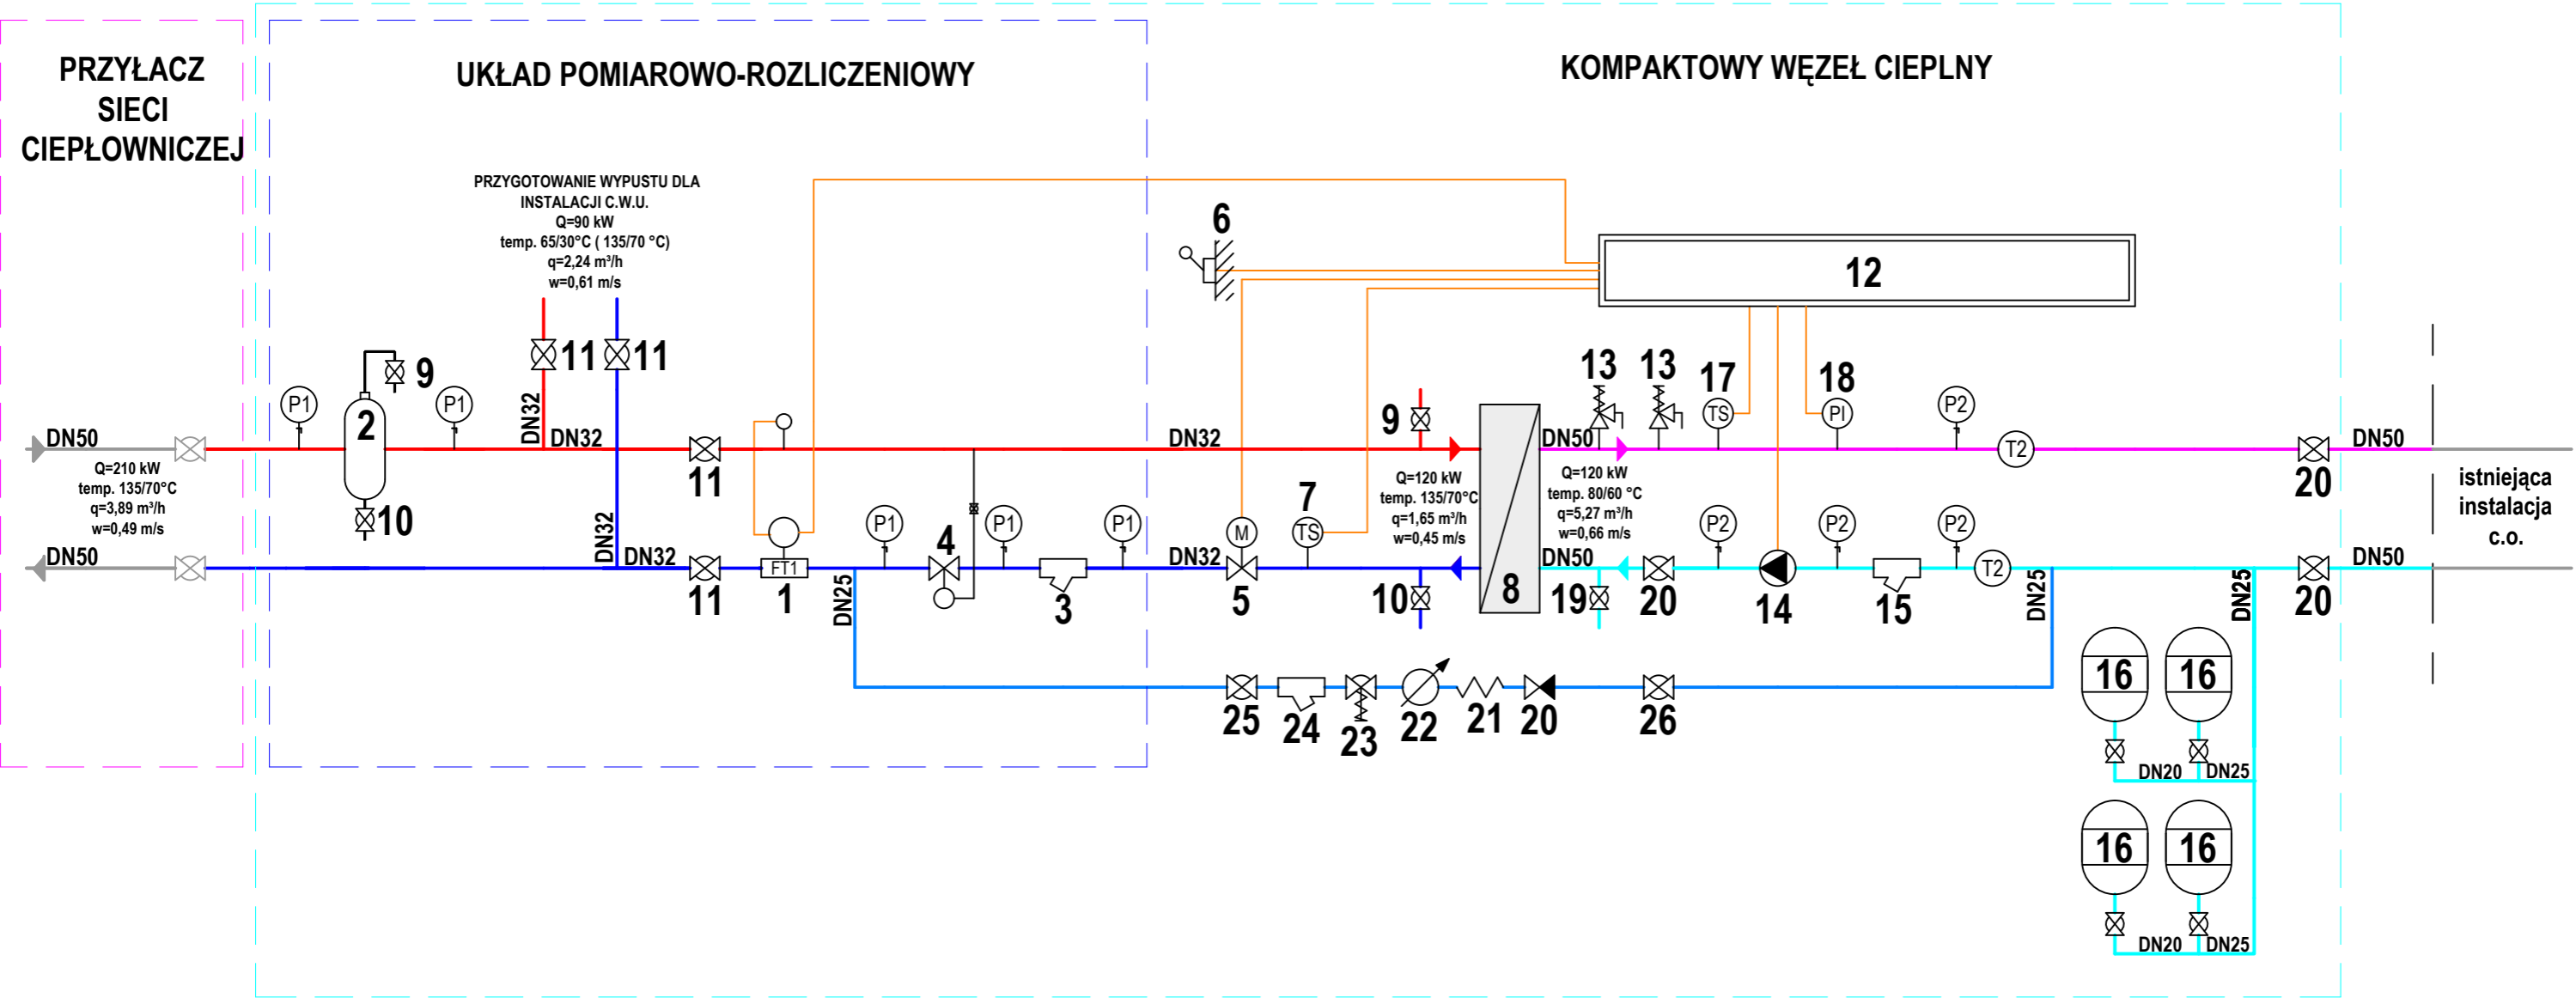 PRZYŁACZ
SIECI
CIEPŁOWNICZEJ
UKŁAD POMIAROWO-ROZLICZENIOWY
KOMPAKTOWY WĘZEŁ CIEPLNY
PRZYGOTOWANIE WYPUSTU DLA
INSTALACJI C.W.U.
Q=90 kW
temp. 65/30°C ( 135/70 °C)
q=2,24 m³/h
w=0,61 m/s
6
12
11
11
9
13
13
17
18
P1
2
P1
DN32
9
TS
PI
P2
DN50
DN32
DN32
DN50
T2
DN50
11
20
Q=210 kW
temp. 135/70°C
q=3,89 m³/h
w=0,49 m/s
10
Q=120 kW
temp. 135/70°C
q=1,65 m³/h
w=0,45 m/s
Q=120 kW
temp. 80/60 °C
q=5,27 m³/h
w=0,66 m/s
istniejąca
instalacja
c.o.
7
P1
4
P1
P1
M
TS
P2
P2
P2
DN50
DN32
DN32
DN32
DN50
DN50
FT1
T2
11
1
DN25
3
5
10
8
19
20
14
15
DN25
DN25
20
25
24
23
22
21
20
26
16
16
DN20
DN25
16
16
DN20
DN25